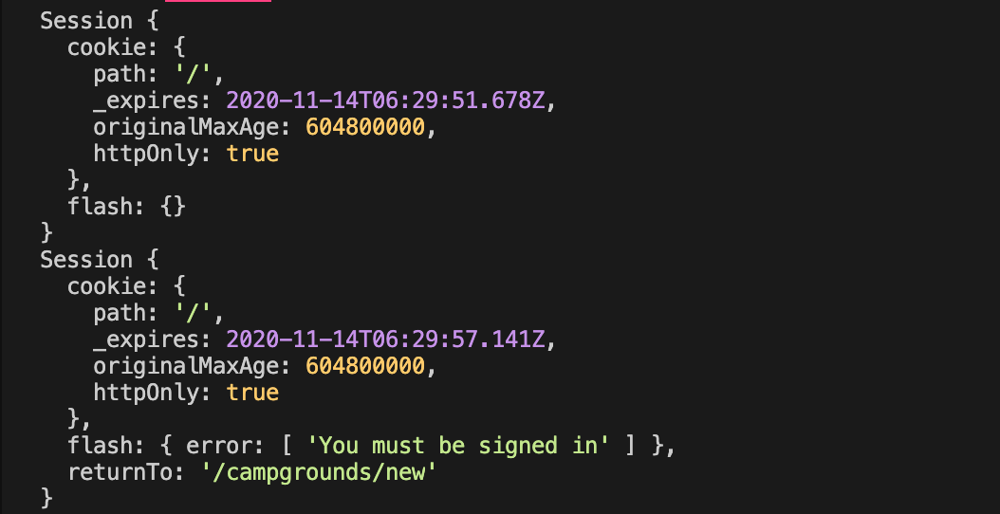 Session {
  cookie: {
    path: '/',
    _expires: 2020-11-14T06:29:51.678Z,
    originalMaxAge: 604800000,
    httpOnly: true
  },
  flash: {}
}
Session {
  cookie: {
    path: '/',
    _expires: 2020-11-14T06:29:57.141Z,
    originalMaxAge: 604800000,
    httpOnly: true
  },
  flash: { error: [ 'You must be signed in' ] },
  returnTo: '/campgrounds/new'
}